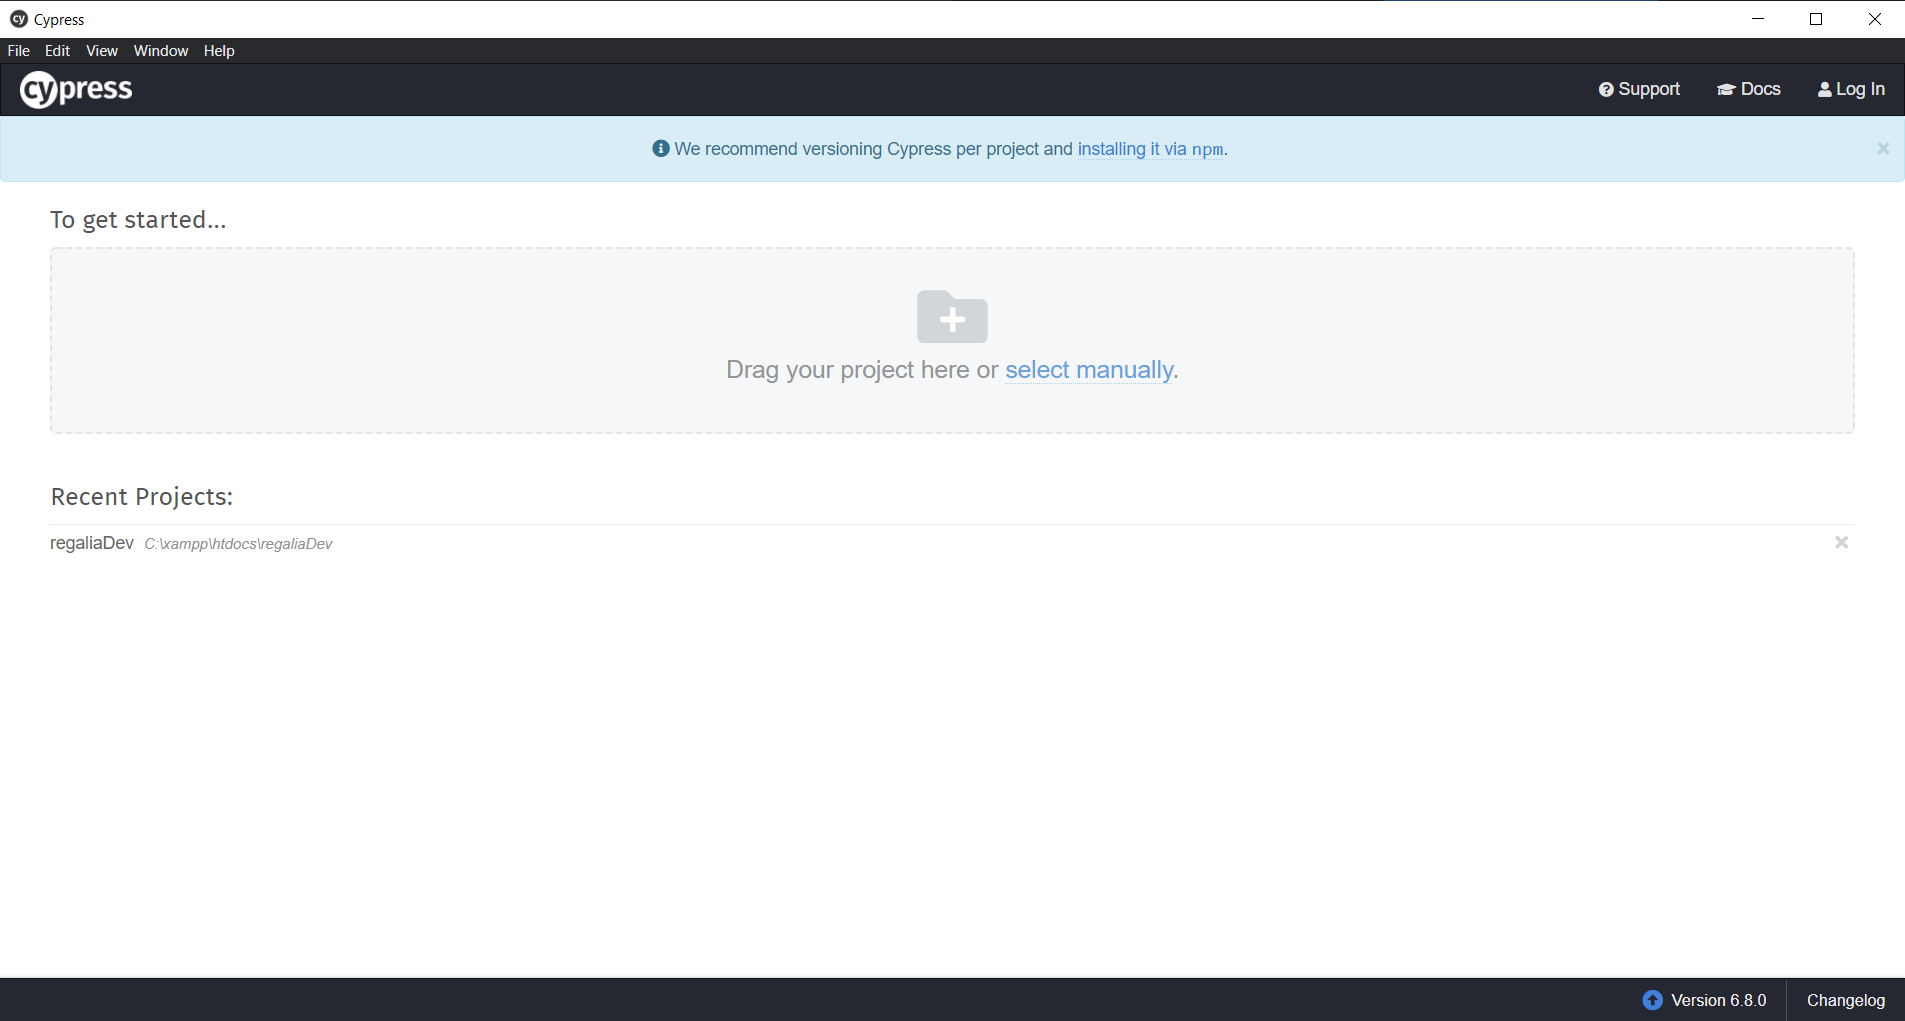 cy Cypress
File Edit View Window Help
cypress
Support Docs Log In
We recommend versioning Cypress per project and installing it via npm.
To get started...
Drag your project here or select manually.
Recent Projects:
regaliaDev C:\xampp\htdocs\regaliaDev
Version 6.8.0 Changelog